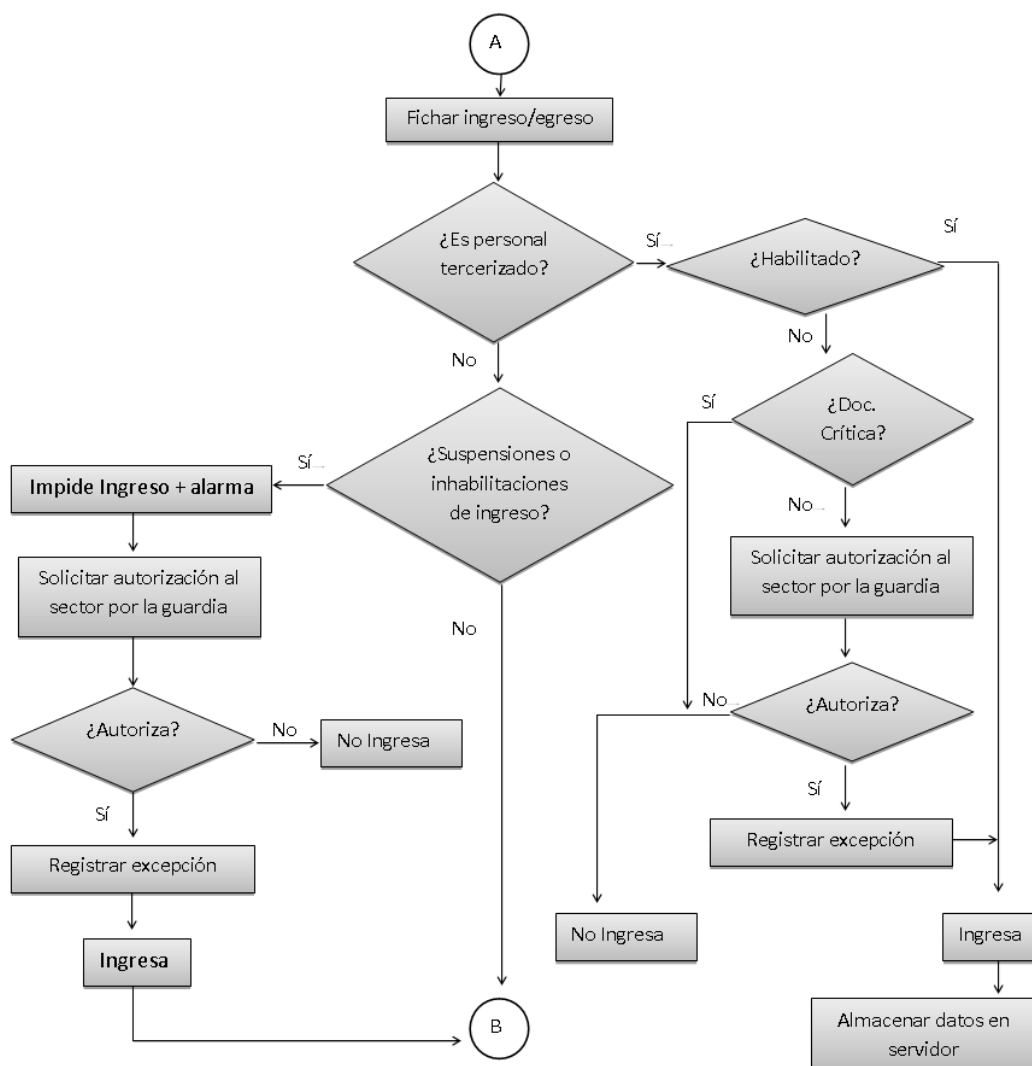 A
Fichar ingreso/egreso
¿Es personal
tercerizado?
Sí
¿Habilitado?
Sí
No
No
¿Doc.
Crítica?
Sí
¿Suspensiones o
inhabilitaciones
de ingreso?
Sí
Impide Ingreso + alarma
No
Solicitar autorización al
sector por la guardia
Solicitar autorización al
sector por la guardia
No
¿Autoriza?
No
No Ingresa
No
¿Autoriza?
Sí
Sí
Registrar excepción
Registrar excepción
No Ingresa
Ingresa
Ingresa
B
Almacenar datos en
servidor